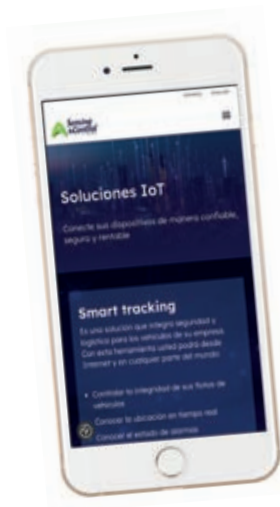 Sensing
&Control
Soluciones IoT
Conecte sus dispositivos de manera confiable,
segura y rentable
Smart tracking
Es una solución que integra seguridad y
logística para los vehículos de su empresa.
Con esta herramienta usted podrá desde
Internet y en cualquier parte del mundo:
• Controlar la integridad de sus flotas de
vehículos
Conocer la ubicación en tiempo real
Conocer el estado de alarmas